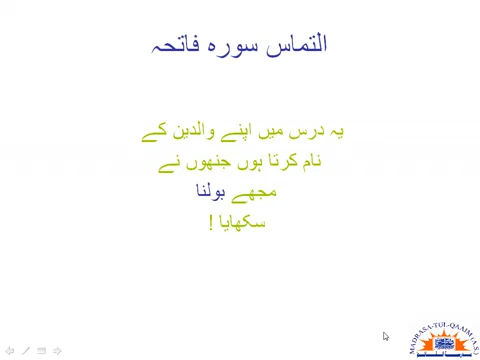 التماس سورہ فاتحہ
یہ درس میں اپنے والدین کے
نام کرتا ہوں جنھوں نے
مجھے بولنا
سکھایا !
MADRASA-TUL-QAAIM (A.S)